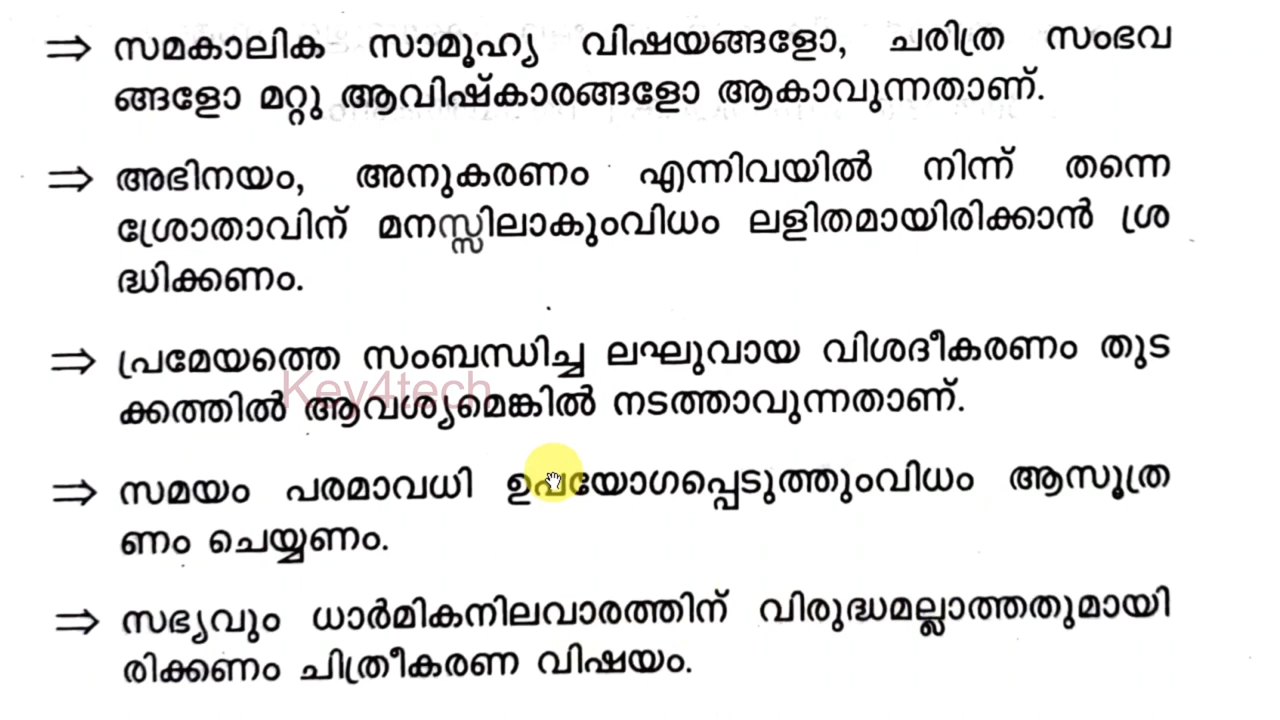 ⇒ സമകാലിക സാമൂഹ്യ വിഷയങ്ങളോ, ചരിത്ര സംഭവ
ങ്ങളോ മറ്റു ആവിഷ്കാരങ്ങളോ ആകാവുന്നതാണ്.
⇒ അഭിനയം, അനുകരണം എന്നിവയിൽ നിന്ന് തന്നെ
ശ്രോതാവിന് മനസ്സിലാകുംവിധം ലളിതമായിരിക്കാൻ ശ്ര
ദ്ധിക്കണം.
⇒ പ്രമേയത്തെ സംബന്ധിച്ച ലഘുവായ വിശദീകരണം തുട
ക്കത്തിൽ ആവശ്യമെങ്കിൽ നടത്താവുന്നതാണ്.
Key4tech
⇒ സമയം പരമാവധി ഉപയോഗപ്പെടുത്തുംവിധം ആസൂത്ര
ണം ചെയ്യണം.
⇒ സഭ്യവും ധാർമികനിലവാരത്തിന് വിരുദ്ധമല്ലാത്തതുമായി
രിക്കണം ചിത്രീകരണ വിഷയം.